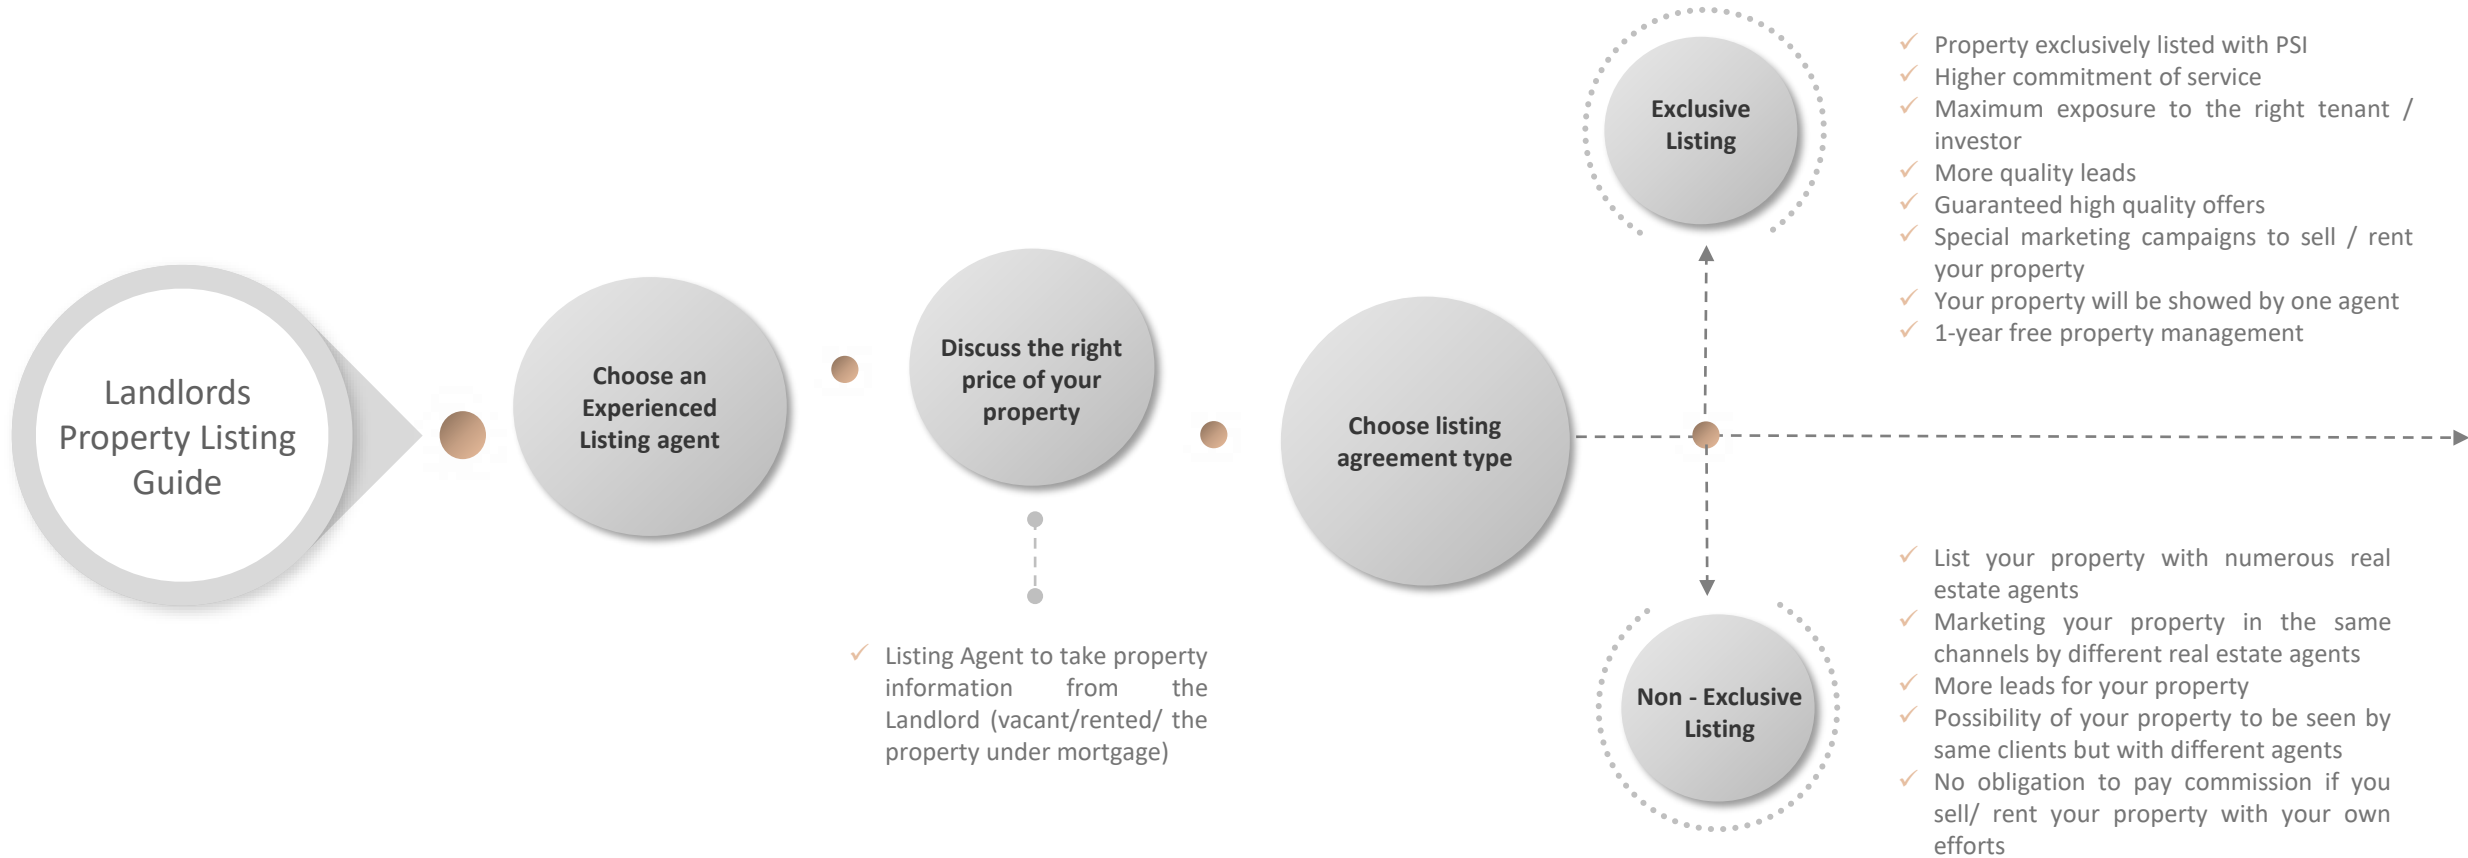 Landlords
Property Listing
Guide
Choose an
Experienced
Listing agent
Discuss the right
price of your
property
Listing Agent to take property
information from the
Landlord (vacant/rented/ the
property under mortgage)
Choose listing
agreement type
Exclusive
Listing
Property exclusively listed with PSI
Higher commitment of service
Maximum exposure to the right tenant /
investor
More quality leads
Guaranteed high quality offers
Special marketing campaigns to sell / rent
your property
Your property will be showed by one agent
1-year free property management
Non - Exclusive
Listing
List your property with numerous real
estate agents
Marketing your property in the same
channels by different real estate agents
More leads for your property
Possibility of your property to be seen by
same clients but with different agents
No obligation to pay commission if you
sell/ rent your property with your own
efforts